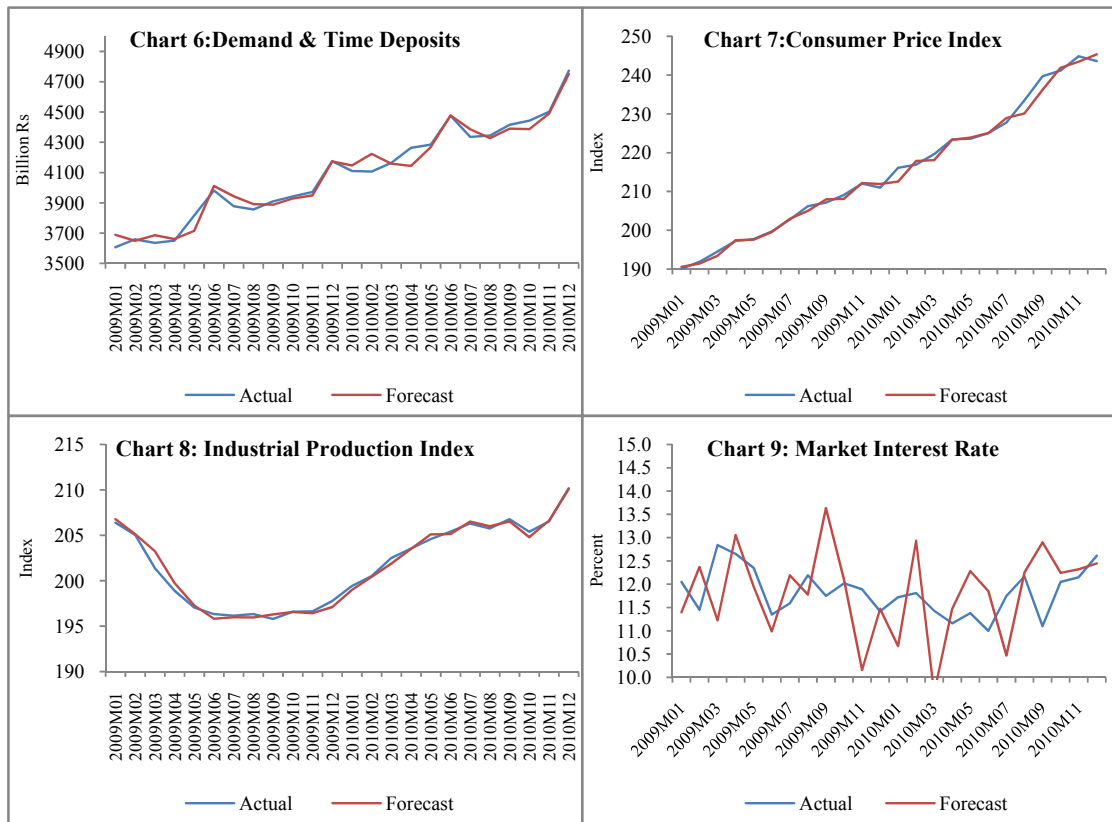 Chart 6:Demand & Time Deposits
Billion Rs
4900
4700
4500
4300
4100
3900
3700
3500
2009M01
2009M02
2009M03
2009M04
2009M05
2009M06
2009M07
2009M08
2009M09
2009M10
2009M11
2009M12
2010M01
2010M02
2010M03
2010M04
2010M05
2010M06
2010M07
2010M08
2010M09
2010M10
2010M11
2010M12
Actual Forecast
Chart 7:Consumer Price Index
Index
250
240
230
220
210
200
190
2009M01
2009M03
2009M05
2009M07
2009M09
2009M11
2010M01
2010M03
2010M05
2010M07
2010M09
2010M11
Actual Forecast
Chart 8: Industrial Production Index
Index
215
210
205
200
195
190
2009M01
2009M02
2009M03
2009M04
2009M05
2009M06
2009M07
2009M08
2009M09
2009M10
2009M11
2009M12
2010M01
2010M02
2010M03
2010M04
2010M05
2010M06
2010M07
2010M08
2010M09
2010M10
2010M11
2010M12
Actual Forecast
Chart 9: Market Interest Rate
Percent
15.0
14.5
14.0
13.5
13.0
12.5
12.0
11.5
11.0
10.5
10.0
2009M01
2009M03
2009M05
2009M07
2009M09
2009M11
2010M01
2010M03
2010M05
2010M07
2010M09
2010M11
Actual Forecast